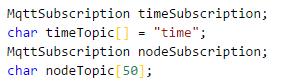 MqttSubscription timeSubscription;
char timeTopic[] = "time";
MqttSubscription nodeSubscription;
char nodeTopic[50];